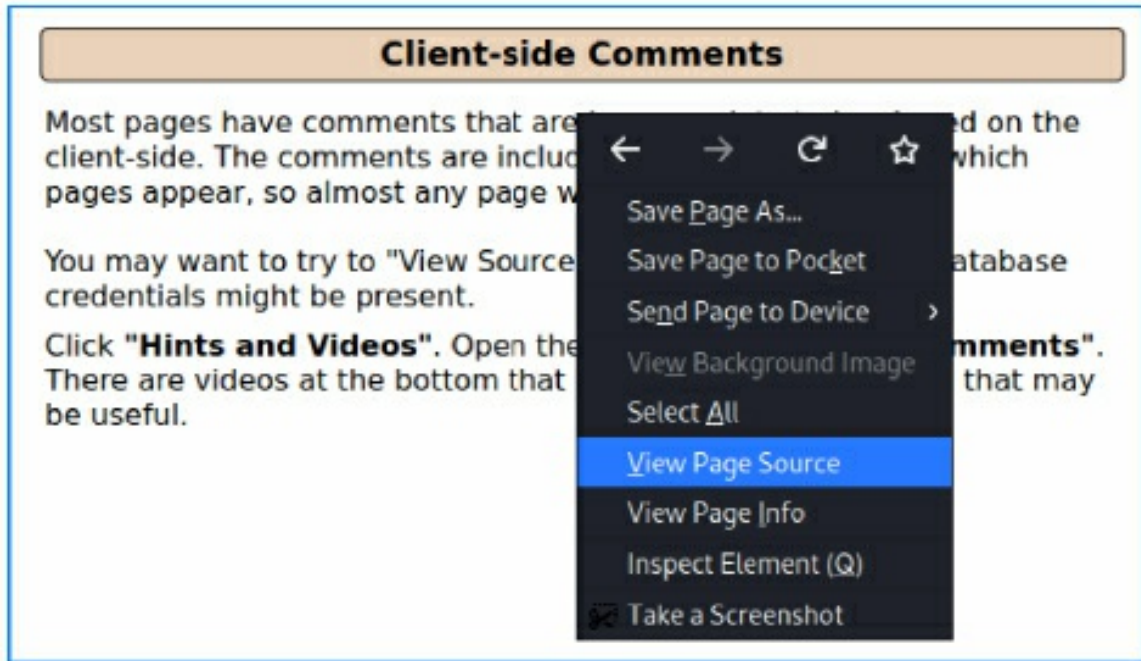 Client-side Comments
Most pages have comments that are ed on the
client-side. The comments are includ which
pages appear, so almost any page w
You may want to try to "View Source atabase
credentials might be present.
Click "Hints and Videos". Open the mments".
There are videos at the bottom that that may
be useful.
Save Page As...
Save Page to Pocket
Send Page to Device
View Background Image
Select All
View Page Source
View Page Info
Inspect Element (Q)
Take a Screenshot